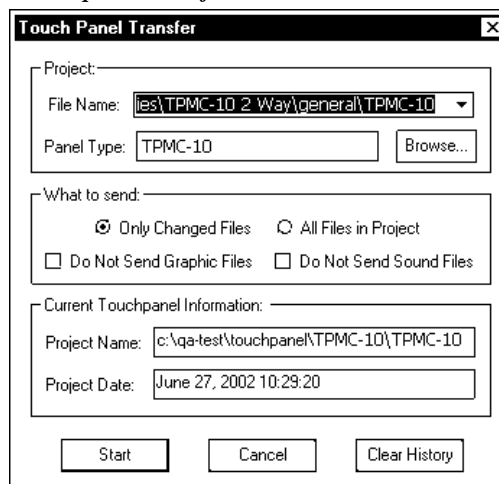 Touch Panel Transfer
Project:
File Name: ies\TPMC-10 2 Way\general\TPMC-10
Panel Type: TPMC-10 Browse...
What to send:
Only Changed Files All Files in Project
Do Not Send Graphic Files Do Not Send Sound Files
Current Touchpanel Information:
Project Name: c:\qa-test\touchpanel\TPMC-10\TPMC-10
Project Date: June 27, 2002 10:29:20
Start Cancel Clear History